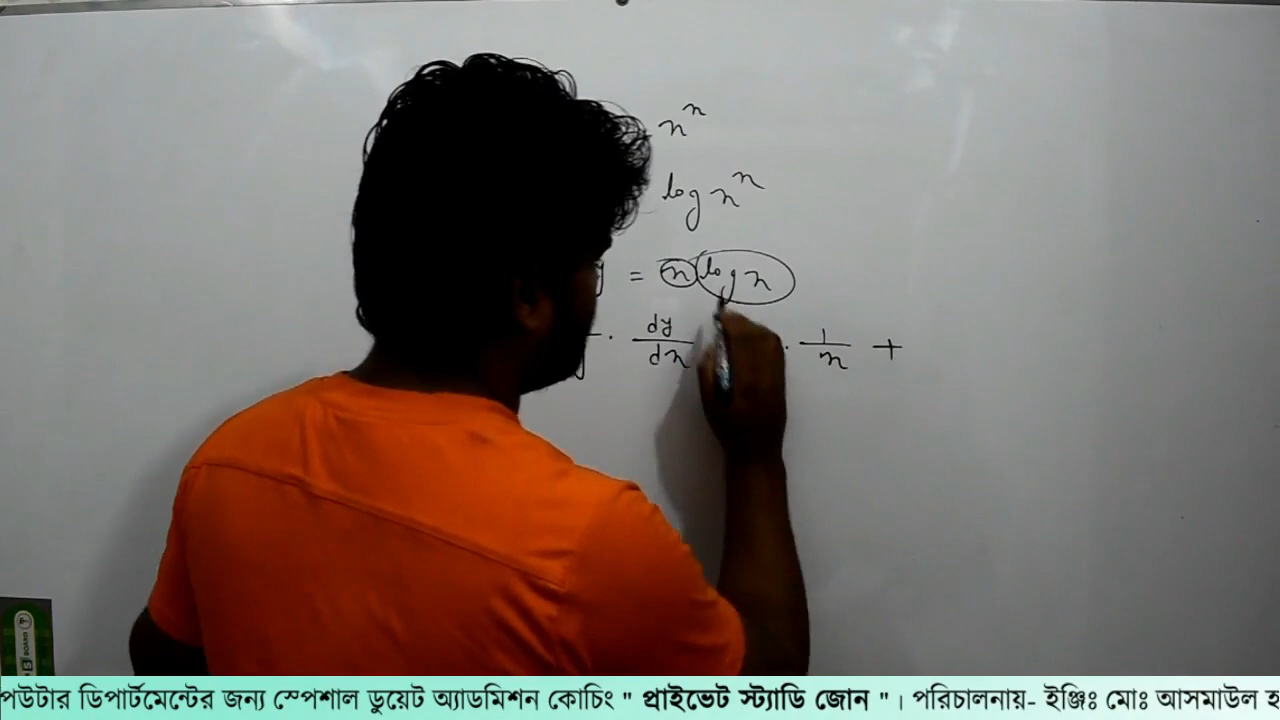 x^x
log x^x
y = x log x
. dy/dx . 1/x +
পউটার ডিপার্টমেন্টের জন্য স্পেশাল ডুয়েট অ্যাডমিশন কোচিং " প্রাইভেট স্ট্যাডি জোন " । পরিচালনায়- ইঞ্জিঃ মোঃ আসমাউল হ